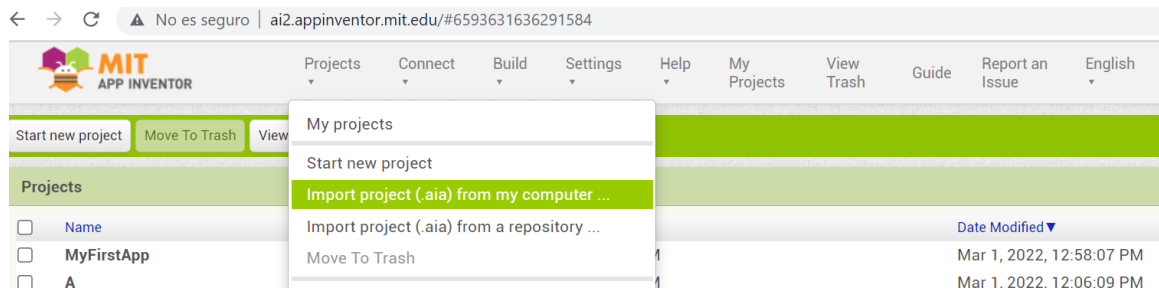 No es seguro | ai2.appinventor.mit.edu/#6593631636291584
MIT
APP INVENTOR
Projects
Connect
Build
Settings
Help
My
Projects
View
Trash
Guide
Report an
Issue
English
Start new project
Move To Trash
View
My projects
Start new project
Import project (.aia) from my computer ...
Import project (.aia) from a repository ...
Move To Trash
Projects
Name
Date Modified▼
MyFirstApp
Mar 1, 2022, 12:58:07 PM
A
Mar 1, 2022, 12:06:09 PM